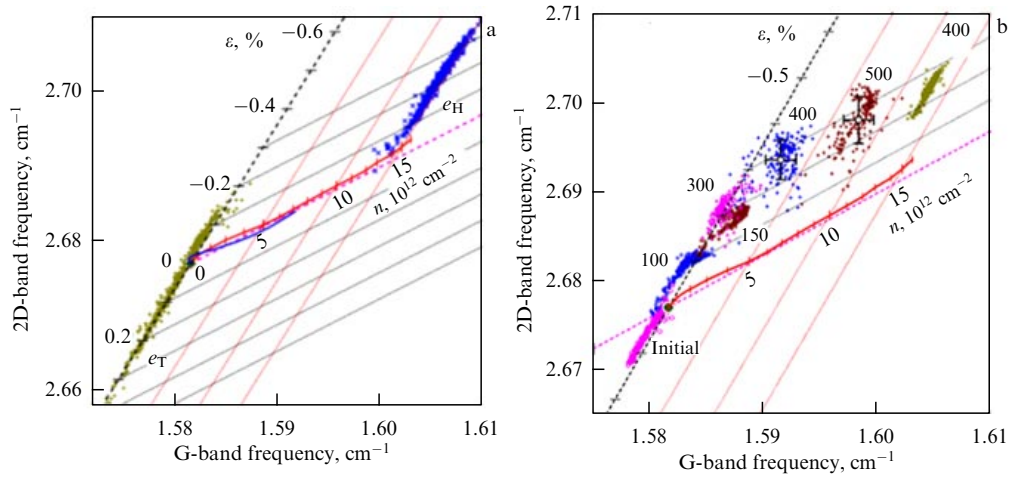 a
ε, %
−0.6
−0.4
−0.2
0
0
0.2
e_H
e_T
5
10
15
n, 10^12 cm^−2
2.70
2.68
2.66
2D-band frequency, cm^−1
1.58
1.59
1.60
1.61
G-band frequency, cm^−1
b
ε, %
−0.5
400
500
400
300
150
100
Initial
5
10
15
n, 10^12 cm^−2
2.71
2.70
2.69
2.68
2.67
2D-band frequency, cm^−1
1.58
1.59
1.60
1.61
G-band frequency, cm^−1